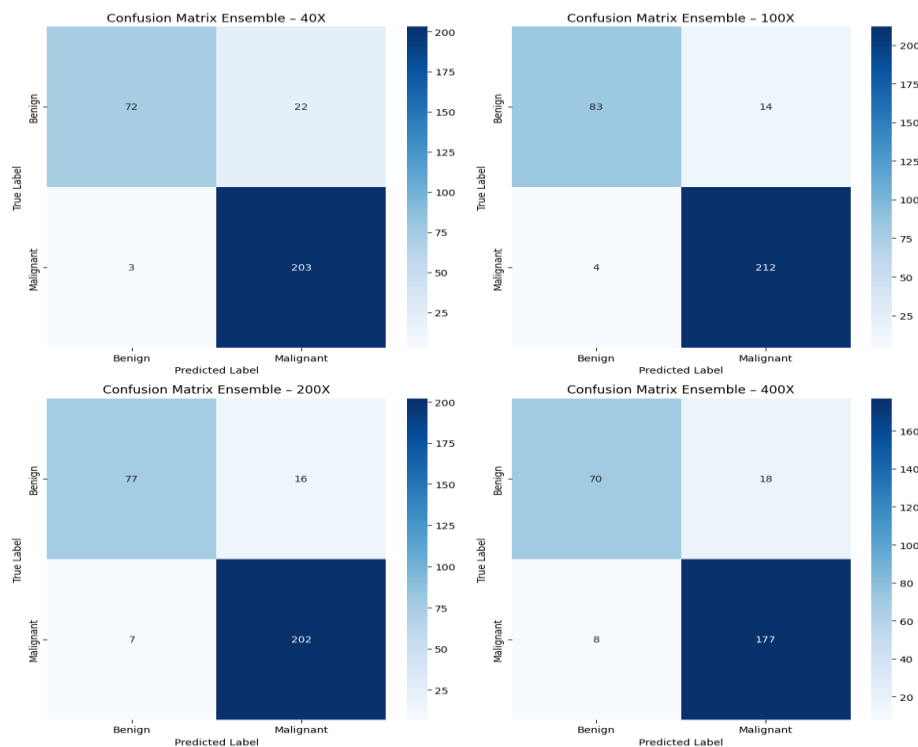 Confusion Matrix Ensemble – 40X
200
175
150
125
100
75
50
25
Benign
Malignant
True Label
72
22
3
203
Benign
Malignant
Predicted Label
Confusion Matrix Ensemble – 100X
200
175
150
125
100
75
50
25
Benign
Malignant
True Label
83
14
4
212
Benign
Malignant
Predicted Label
Confusion Matrix Ensemble – 200X
200
175
150
125
100
75
50
25
Benign
Malignant
True Label
77
16
7
202
Benign
Malignant
Predicted Label
Confusion Matrix Ensemble – 400X
160
140
120
100
80
60
40
20
Benign
Malignant
True Label
70
18
8
177
Benign
Malignant
Predicted Label